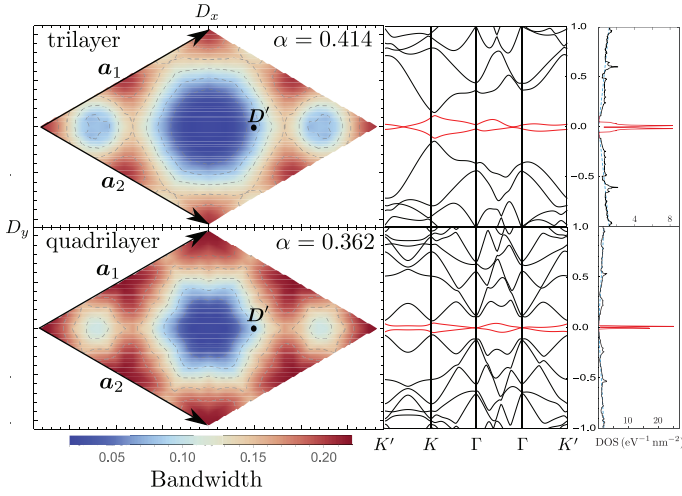 D_x
trilayer
α = 0.414
a_1
D′
a_2
1.0
0.5
0.0
−0.5
4
8
D_y
quadrilayer
α = 0.362
a_1
D′
a_2
1.0
0.5
0.0
−0.5
−1.0
10
20
0.05
0.10
0.15
0.20
Bandwidth
K′
K
Γ
Γ
K′
DOS (eV⁻¹ nm⁻²)